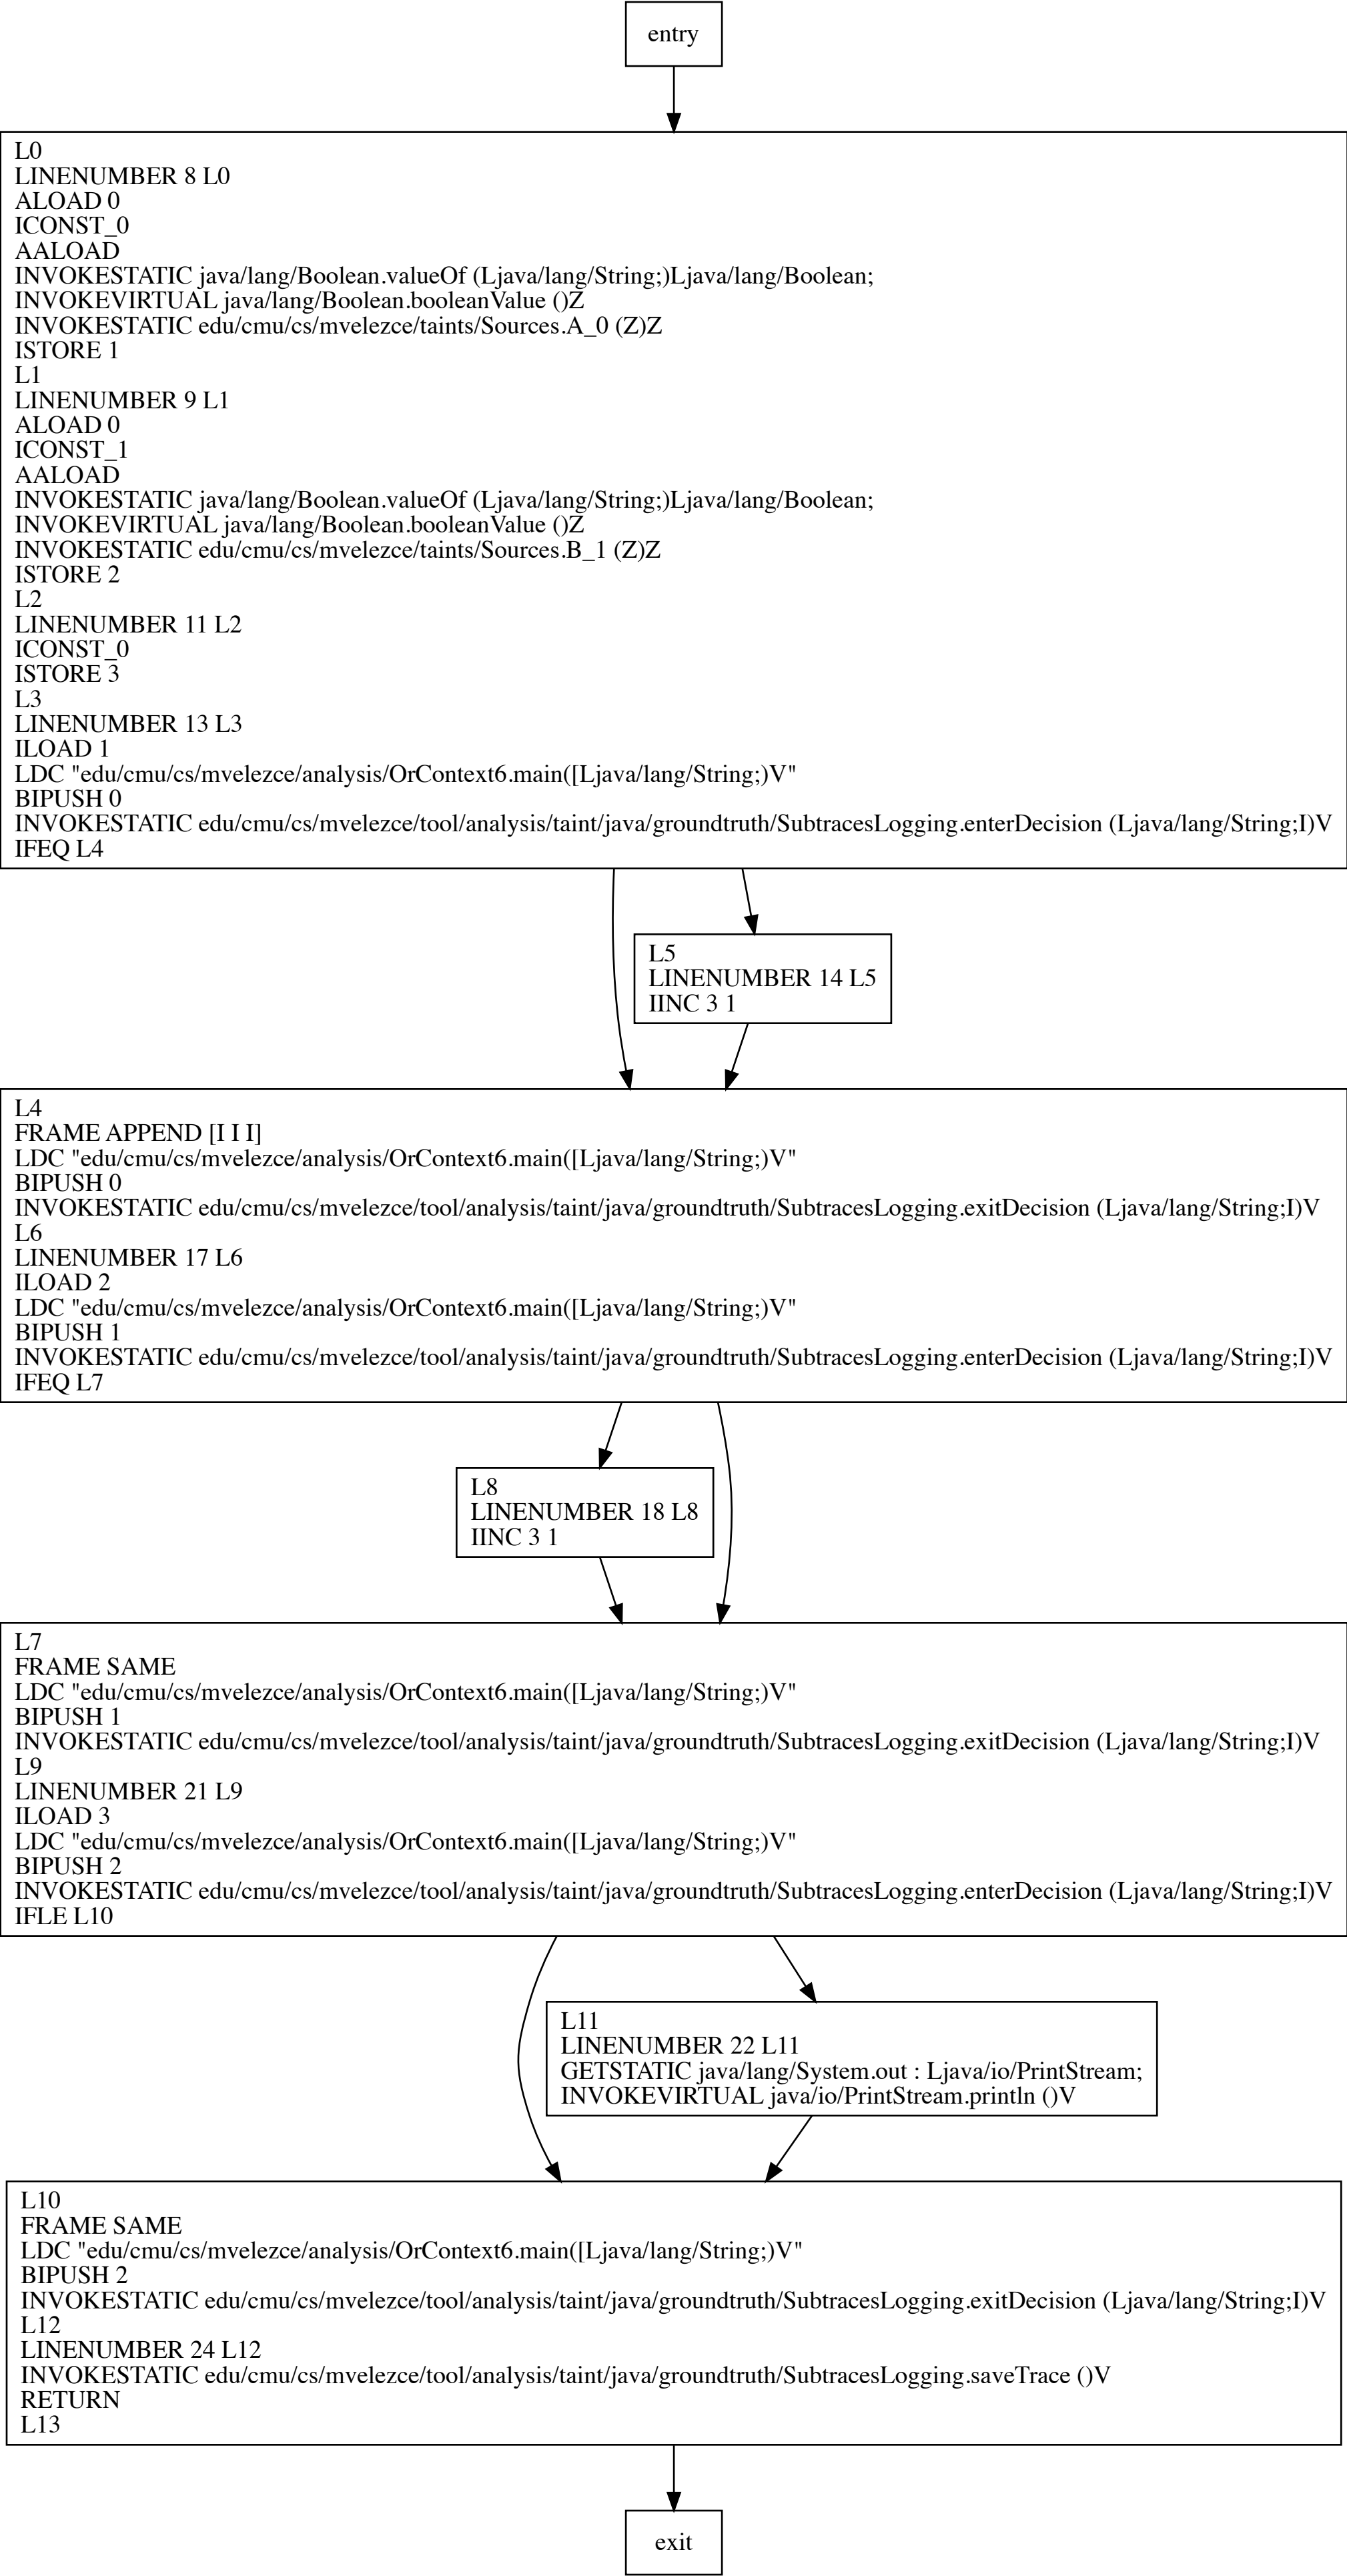 entry
L0
LINENUMBER 8 L0
ALOAD 0
ICONST_0
AALOAD
INVOKESTATIC java/lang/Boolean.valueOf (Ljava/lang/String;)Ljava/lang/Boolean;
INVOKEVIRTUAL java/lang/Boolean.booleanValue ()Z
INVOKESTATIC edu/cmu/cs/mvelezce/taints/Sources.A_0 (Z)Z
ISTORE 1
L1
LINENUMBER 9 L1
ALOAD 0
ICONST_1
AALOAD
INVOKESTATIC java/lang/Boolean.valueOf (Ljava/lang/String;)Ljava/lang/Boolean;
INVOKEVIRTUAL java/lang/Boolean.booleanValue ()Z
INVOKESTATIC edu/cmu/cs/mvelezce/taints/Sources.B_1 (Z)Z
ISTORE 2
L2
LINENUMBER 11 L2
ICONST_0
ISTORE 3
L3
LINENUMBER 13 L3
ILOAD 1
LDC "edu/cmu/cs/mvelezce/analysis/OrContext6.main([Ljava/lang/String;)V"
BIPUSH 0
INVOKESTATIC edu/cmu/cs/mvelezce/tool/analysis/taint/java/groundtruth/SubtracesLogging.enterDecision (Ljava/lang/String;I)V
IFEQ L4
L5
LINENUMBER 14 L5
IINC 3 1
L4
FRAME APPEND [I I I]
LDC "edu/cmu/cs/mvelezce/analysis/OrContext6.main([Ljava/lang/String;)V"
BIPUSH 0
INVOKESTATIC edu/cmu/cs/mvelezce/tool/analysis/taint/java/groundtruth/SubtracesLogging.exitDecision (Ljava/lang/String;I)V
L6
LINENUMBER 17 L6
ILOAD 2
LDC "edu/cmu/cs/mvelezce/analysis/OrContext6.main([Ljava/lang/String;)V"
BIPUSH 1
INVOKESTATIC edu/cmu/cs/mvelezce/tool/analysis/taint/java/groundtruth/SubtracesLogging.enterDecision (Ljava/lang/String;I)V
IFEQ L7
L8
LINENUMBER 18 L8
IINC 3 1
L7
FRAME SAME
LDC "edu/cmu/cs/mvelezce/analysis/OrContext6.main([Ljava/lang/String;)V"
BIPUSH 1
INVOKESTATIC edu/cmu/cs/mvelezce/tool/analysis/taint/java/groundtruth/SubtracesLogging.exitDecision (Ljava/lang/String;I)V
L9
LINENUMBER 21 L9
ILOAD 3
LDC "edu/cmu/cs/mvelezce/analysis/OrContext6.main([Ljava/lang/String;)V"
BIPUSH 2
INVOKESTATIC edu/cmu/cs/mvelezce/tool/analysis/taint/java/groundtruth/SubtracesLogging.enterDecision (Ljava/lang/String;I)V
IFLE L10
L11
LINENUMBER 22 L11
GETSTATIC java/lang/System.out : Ljava/io/PrintStream;
INVOKEVIRTUAL java/io/PrintStream.println ()V
L10
FRAME SAME
LDC "edu/cmu/cs/mvelezce/analysis/OrContext6.main([Ljava/lang/String;)V"
BIPUSH 2
INVOKESTATIC edu/cmu/cs/mvelezce/tool/analysis/taint/java/groundtruth/SubtracesLogging.exitDecision (Ljava/lang/String;I)V
L12
LINENUMBER 24 L12
INVOKESTATIC edu/cmu/cs/mvelezce/tool/analysis/taint/java/groundtruth/SubtracesLogging.saveTrace ()V
RETURN
L13
exit